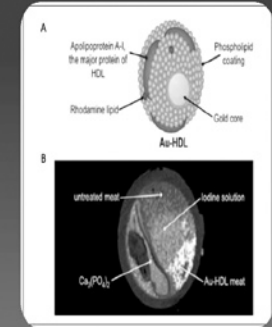 A
Apolipoprotein A-I,
the major protein of
HDL
Phospholipid
coating
Rhodamine lipid
Gold core
Au-HDL
B
untreated meat
Iodine solution
Ca₃(PO₄)₂
Au-HDL meat